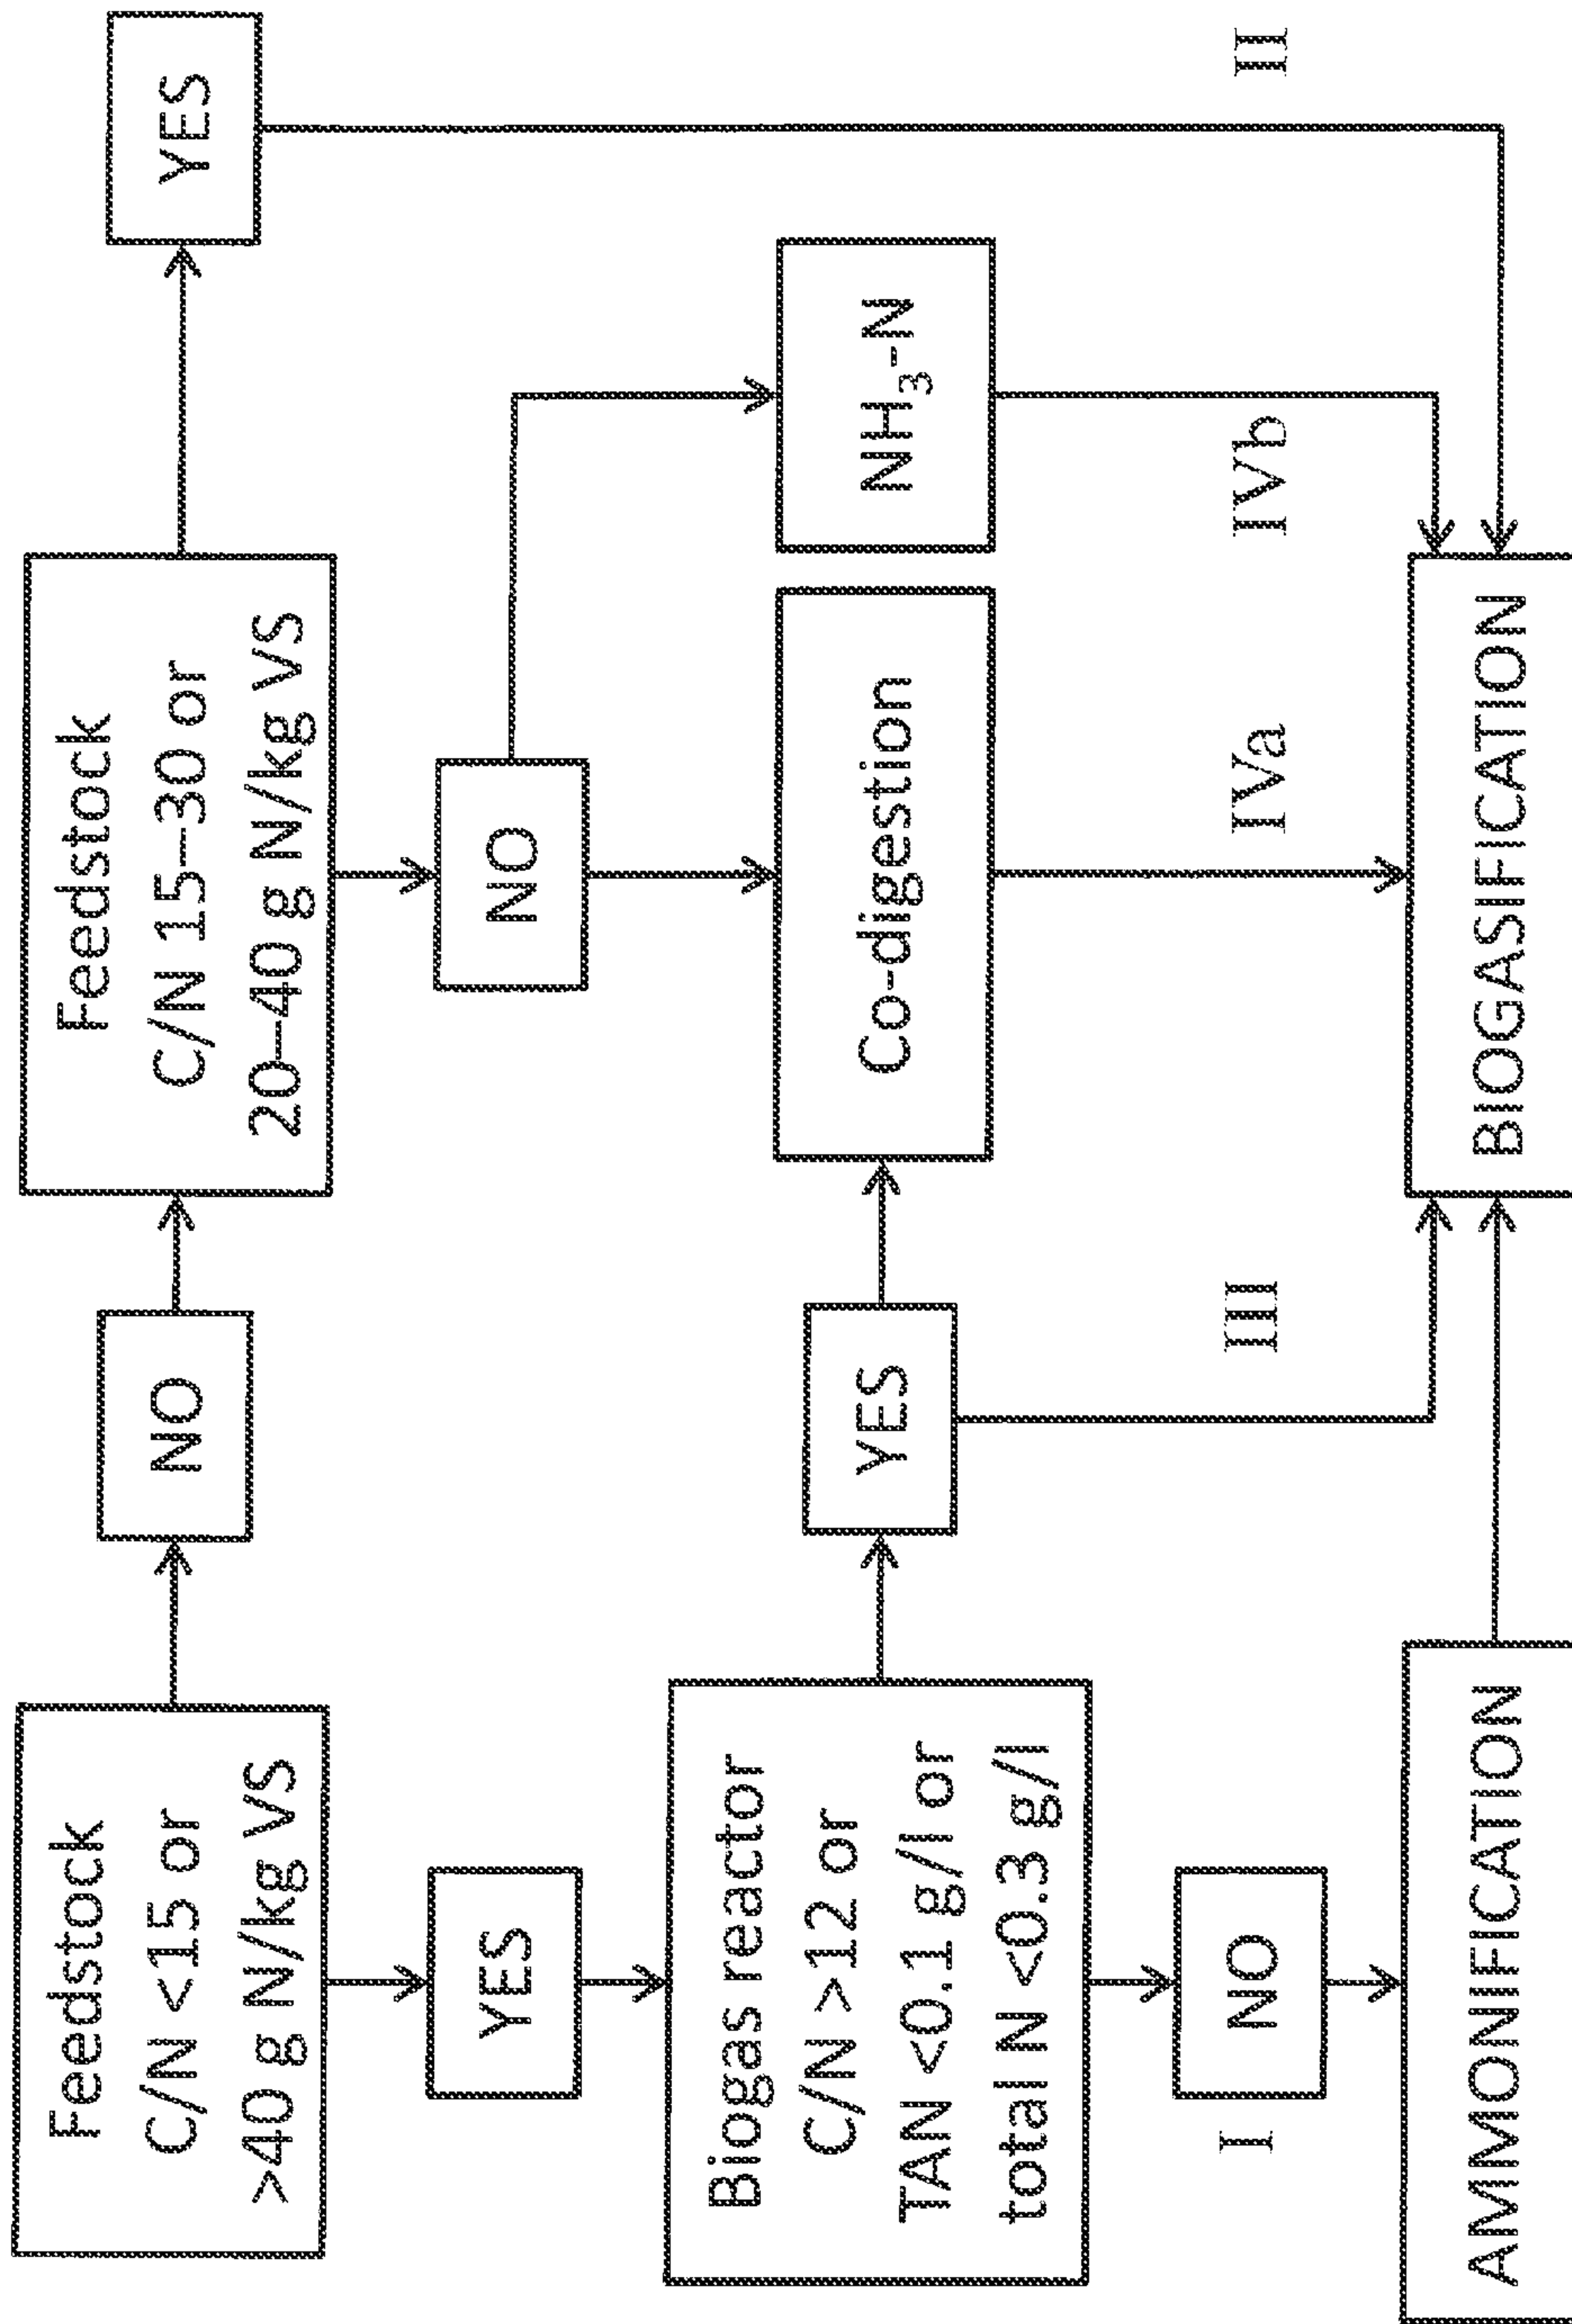 Feedstock
C/N <15 or
>40 g N/kg VS
NO
Feedstock
C/N 15–30 or
20–40 g N/kg VS
YES
YES
NO
Biogas reactor
C/N >12 or
TAN <0.1 g/l or
total N <0.3 g/l
YES
Co-digestion
NH₃-N
I
NO
III
IVa
IVb
II
AMMONIFICATION
BIOGASIFICATION